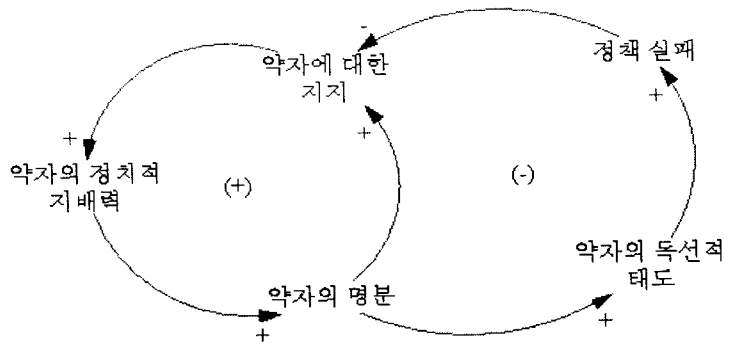 -
약자에 대한
지지
정책 실패
+
+
+
약자의 정치적
지배력
(+)
(-)
약자의 독선적
태도
약자의 명분
+
+